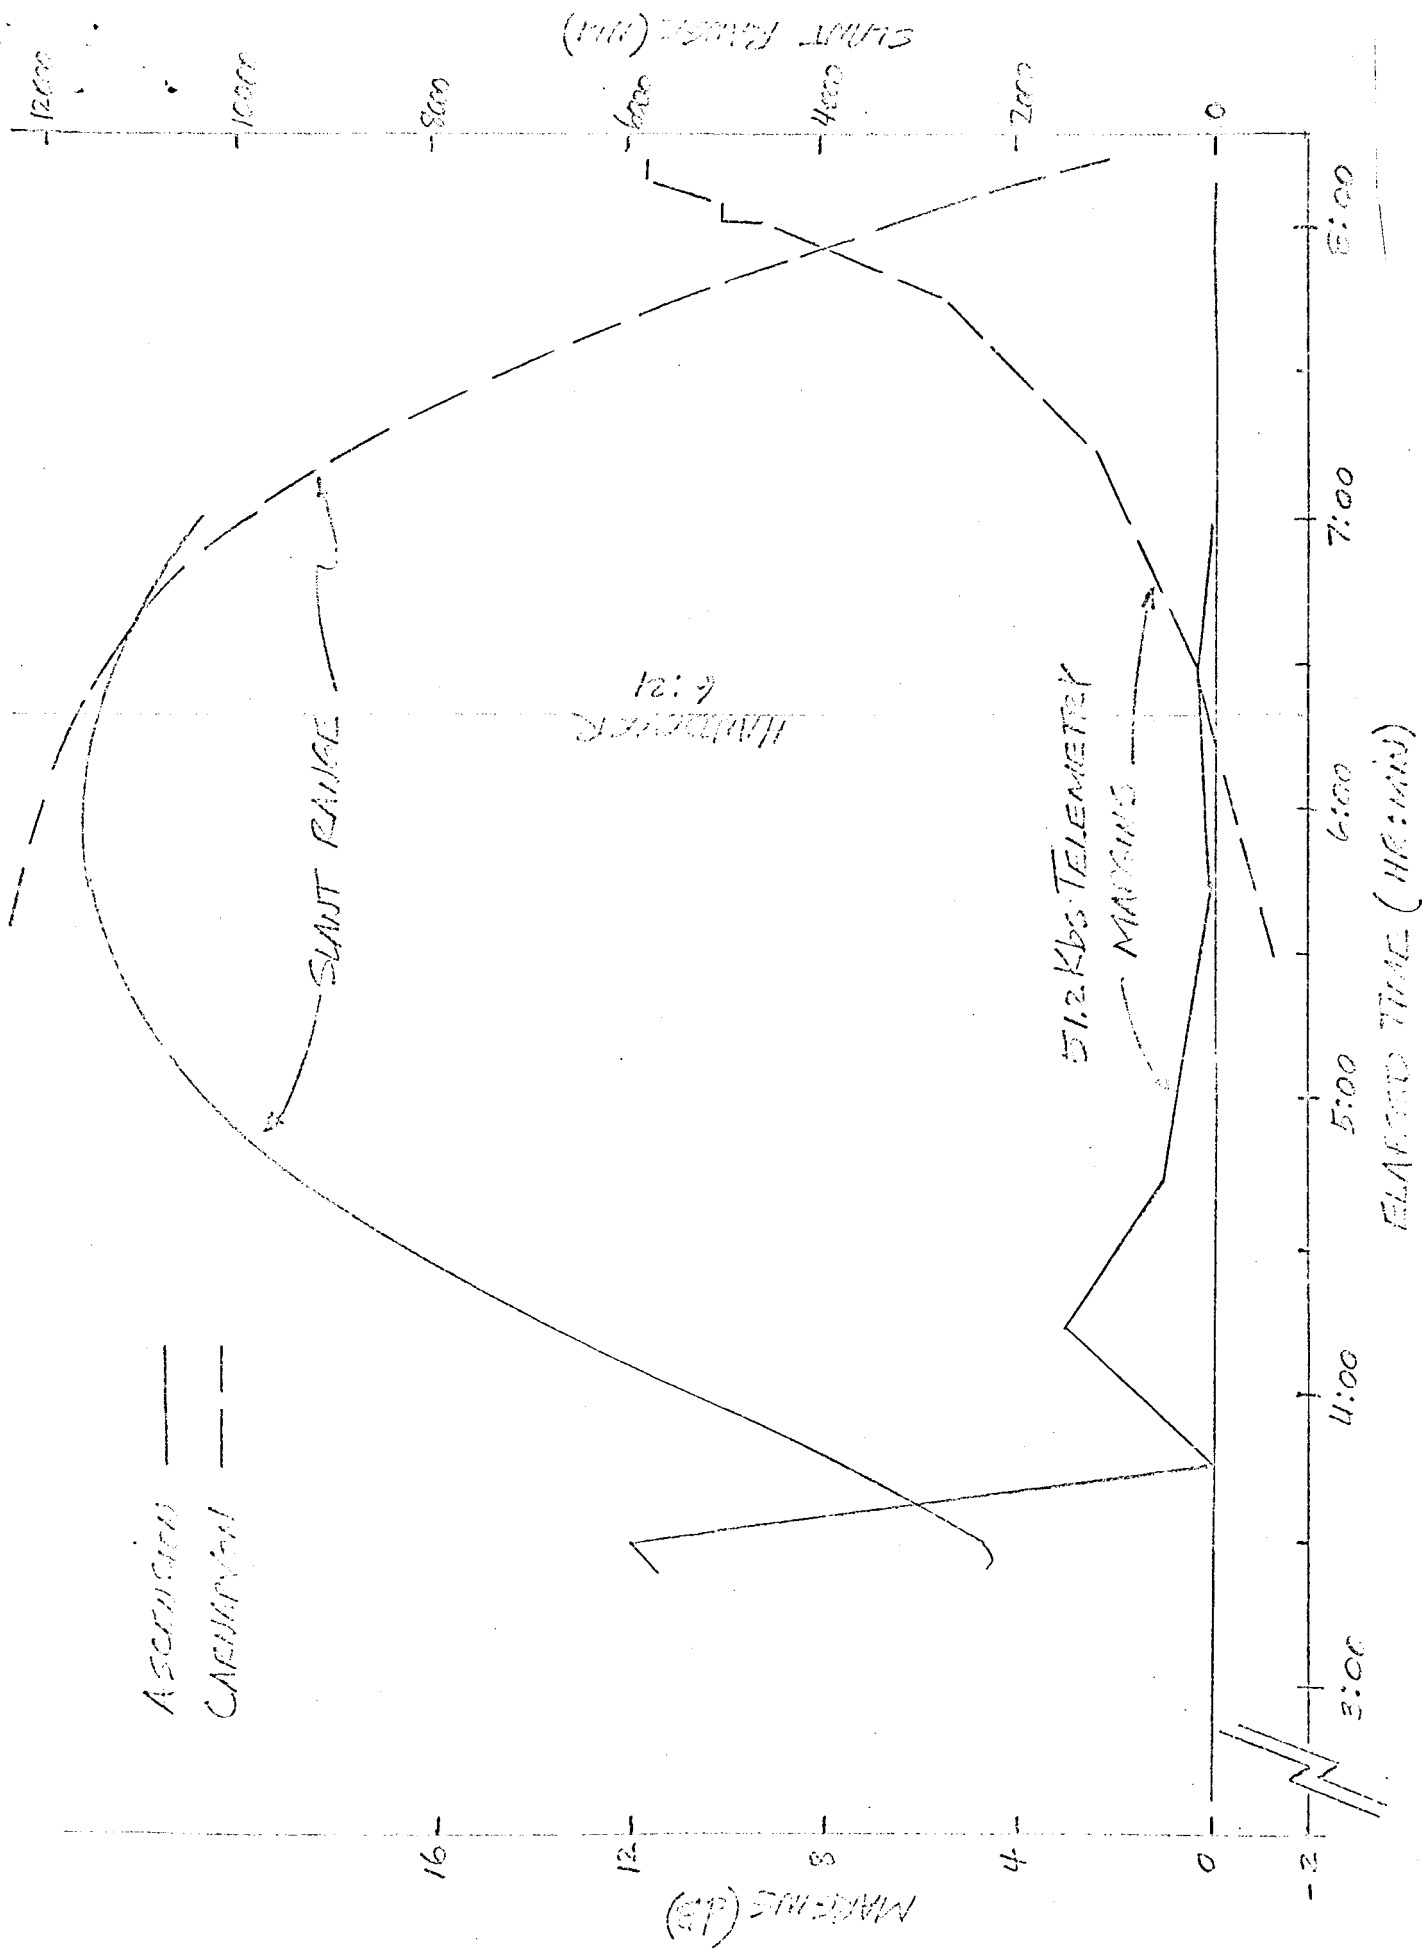 ASCENSION
CARNARVON
SLANT RANGE
HANDOVER
6:21
51.2 Kbs TELEMETRY
MARGINS
MARGINS (dB)
16
12
8
4
0
-2
SLANT RANGE (NM)
12000
10000
8000
6000
4000
2000
0
3:00
4:00
5:00
6:00
7:00
8:00
ELAPSED TIME (HR:MIN)